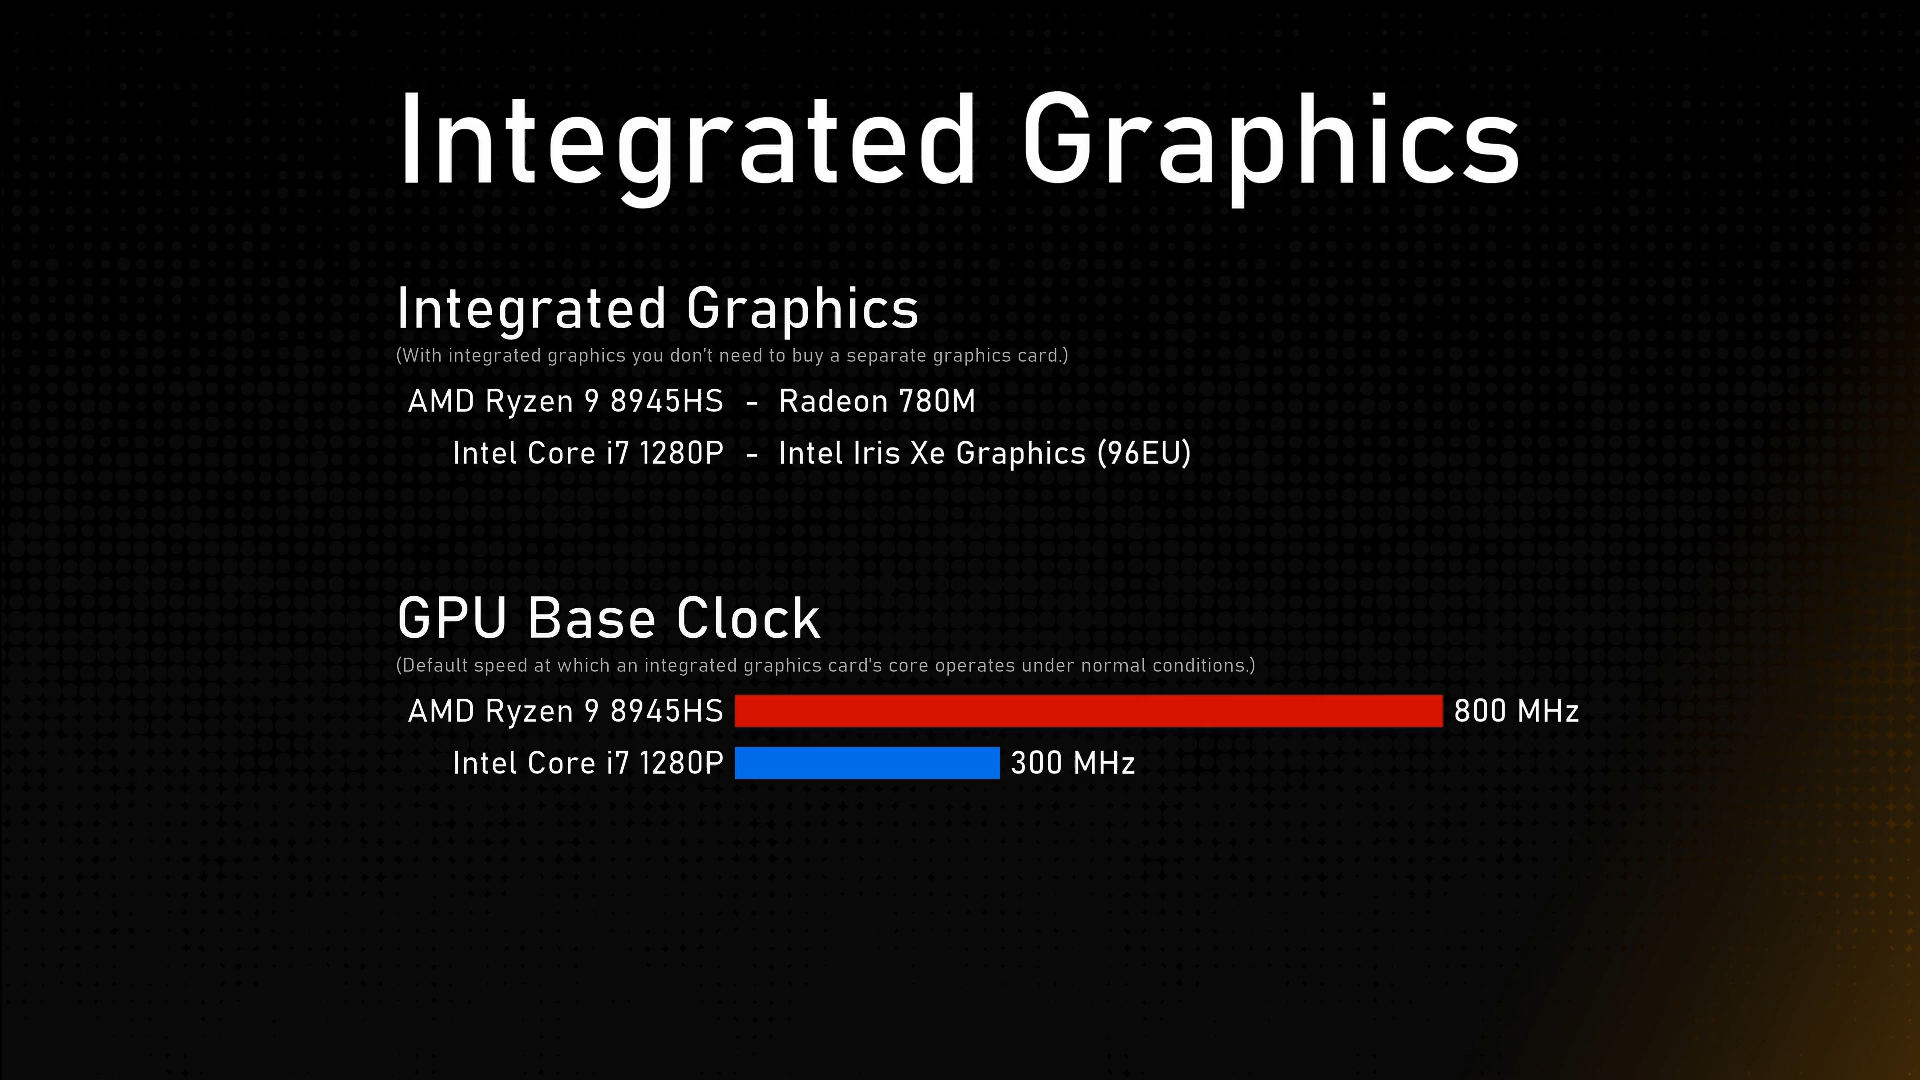 Integrated Graphics
Integrated Graphics
(With integrated graphics you don't need to buy a separate graphics card.)
AMD Ryzen 9 8945HS - Radeon 780M
Intel Core i7 1280P - Intel Iris Xe Graphics (96EU)
GPU Base Clock
(Default speed at which an integrated graphics card's core operates under normal conditions.)
AMD Ryzen 9 8945HS 800 MHz
Intel Core i7 1280P 300 MHz